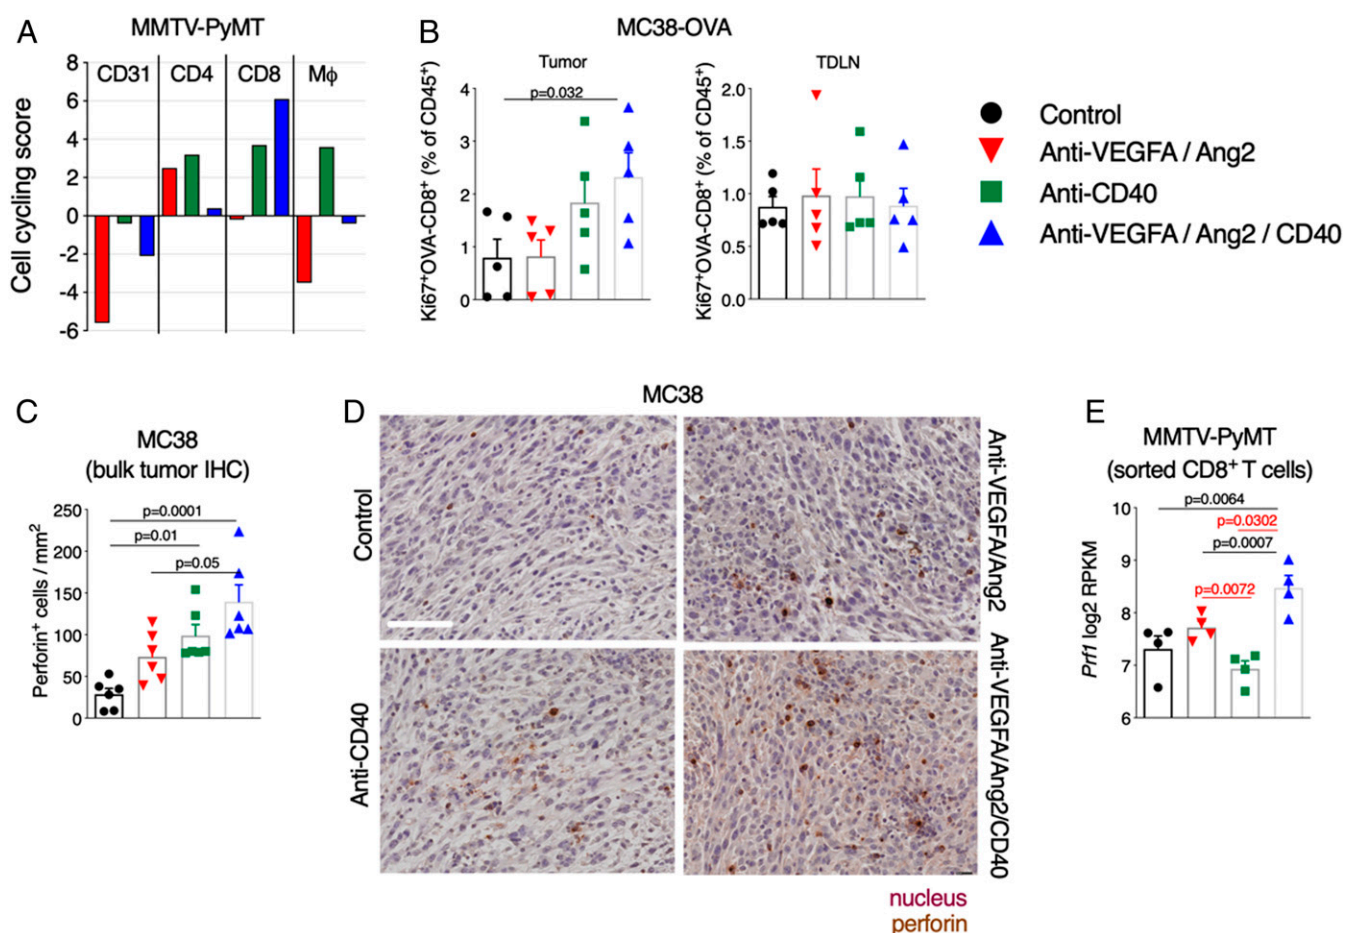 A
MMTV-PyMT
Cell cycling score
8
6
4
2
0
-2
-4
-6
CD31 CD4 CD8 Mϕ
B
MC38-OVA
Tumor
Ki67⁺OVA-CD8⁺ (% of CD45⁺)
4
3
2
1
0
p=0.032
TDLN
Ki67⁺OVA-CD8⁺ (% of CD45⁺)
2.0
1.5
1.0
0.5
0.0
Control
Anti-VEGFA / Ang2
Anti-CD40
Anti-VEGFA / Ang2 / CD40
C
MC38
(bulk tumor IHC)
Perforin⁺ cells / mm²
250
200
150
100
50
0
p=0.0001
p=0.01
p=0.05
D
MC38
Control
Anti-VEGFA/Ang2
Anti-CD40
Anti-VEGFA/Ang2/CD40
nucleus
perforin
E
MMTV-PyMT
(sorted CD8⁺ T cells)
Prf1 log2 RPKM
10
9
8
7
6
p=0.0064
p=0.0302
p=0.0007
p=0.0072